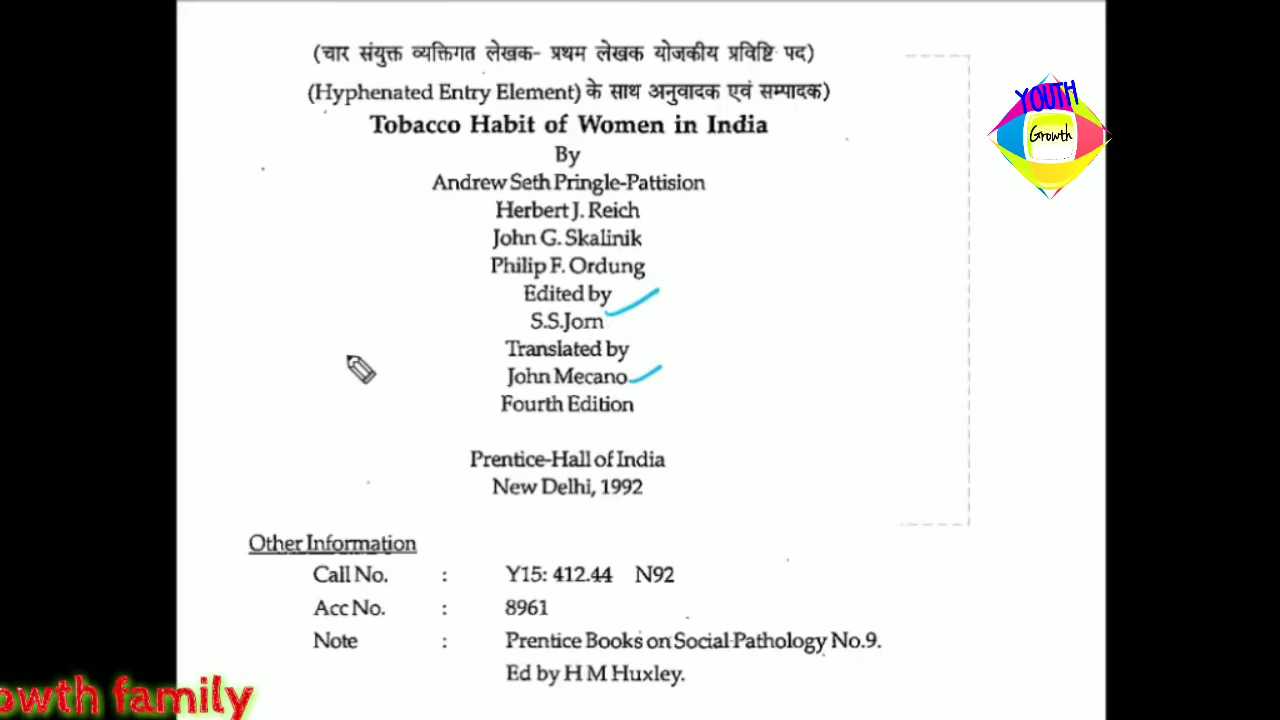 (चार संयुक्त व्यक्तिगत लेखक- प्रथम लेखक योजकीय प्रविष्टि पद)
(Hyphenated Entry Element) के साथ अनुवादक एवं सम्पादक)
Tobacco Habit of Women in India
By
Andrew Seth Pringle-Pattision
Herbert J. Reich
John G. Skalinik
Philip F. Ordung
Edited by
S.S.Jorn
Translated by
John Mecano
Fourth Edition
Prentice-Hall of India
New Delhi, 1992
Other Information
Call No. : Y15: 412.44 N92
Acc No. : 8961
Note : Prentice Books on Social Pathology No.9.
Ed by H M Huxley.
YOUTH
Growth
owth family